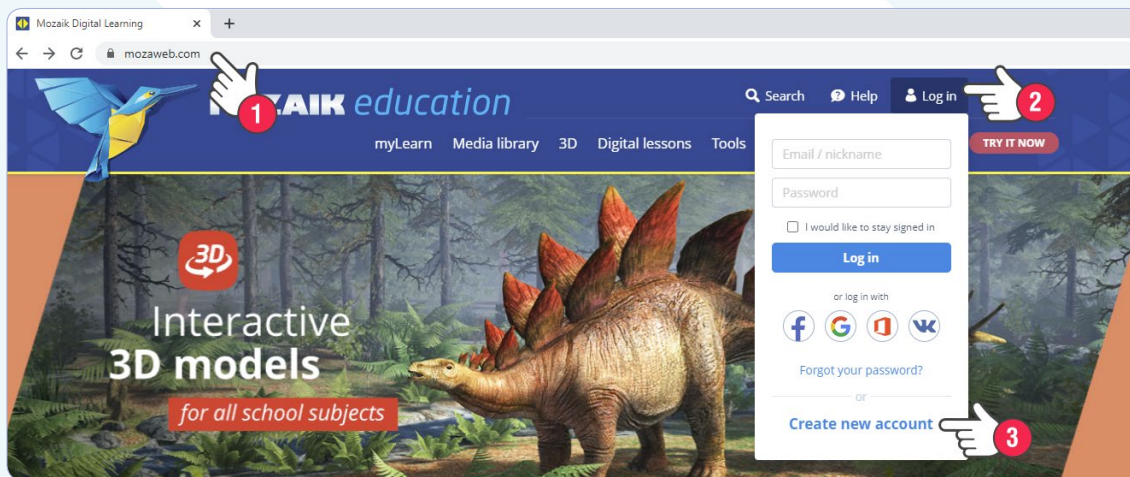 Mozaik Digital Learning
mozaweb.com
1
AIK education
Search Help Log in
2
myLearn Media library 3D Digital lessons Tools
TRY IT NOW
Email / nickname
Password
I would like to stay signed in
Log in
or log in with
Forgot your password?
or
Create new account
3
3D
Interactive
3D models
for all school subjects